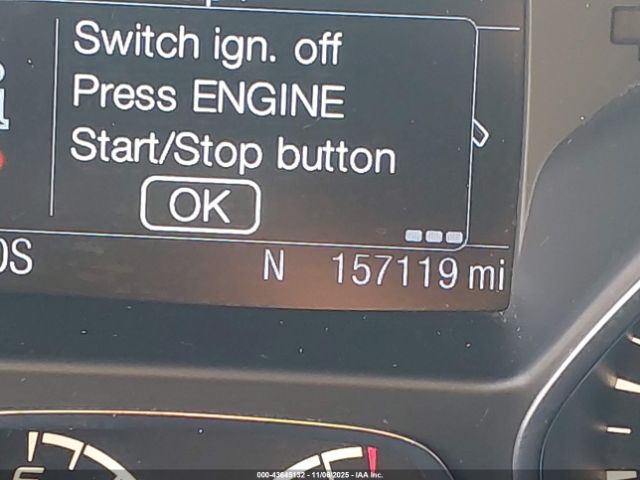 Switch ign. off
Press ENGINE
Start/Stop button
OK
N 157119 mi
000-43645132 - 11/06/2025 - IAA Inc.